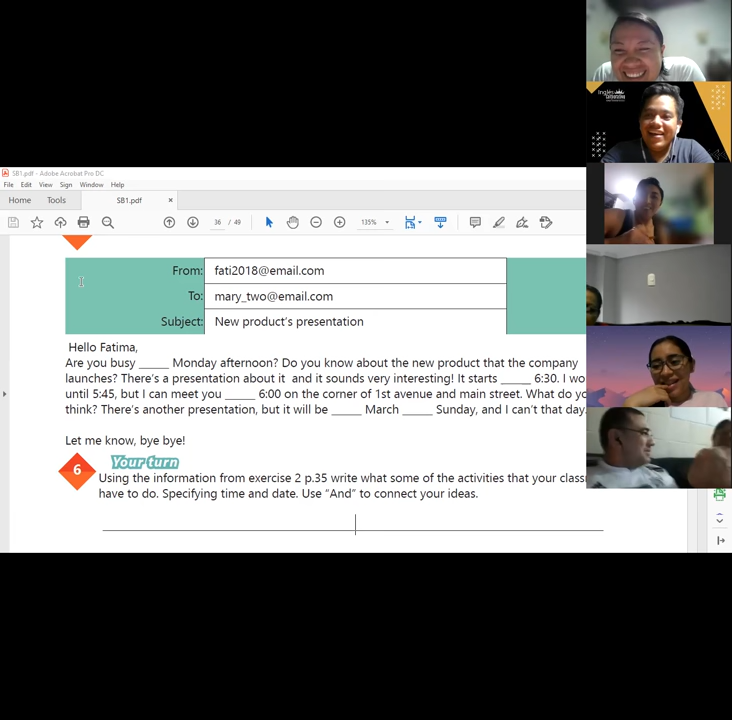 SB1.pdf - Adobe Acrobat Pro DC
File Edit View Sign Window Help
Home Tools SB1.pdf ×
36 / 49 135%
From: fati2018@email.com
To: mary_two@email.com
Subject: New product's presentation
Hello Fatima,
Are you busy _____ Monday afternoon? Do you know about the new product that the company
launches? There's a presentation about it and it sounds very interesting! It starts _____ 6:30. I wo
until 5:45, but I can meet you _____ 6:00 on the corner of 1st avenue and main street. What do yo
think? There's another presentation, but it will be _____ March _____ Sunday, and I can't that day.
Let me know, bye bye!
Your turn
6
Using the information from exercise 2 p.35 write what some of the activities that your classm
have to do. Specifying time and date. Use “And” to connect your ideas.
Inglés